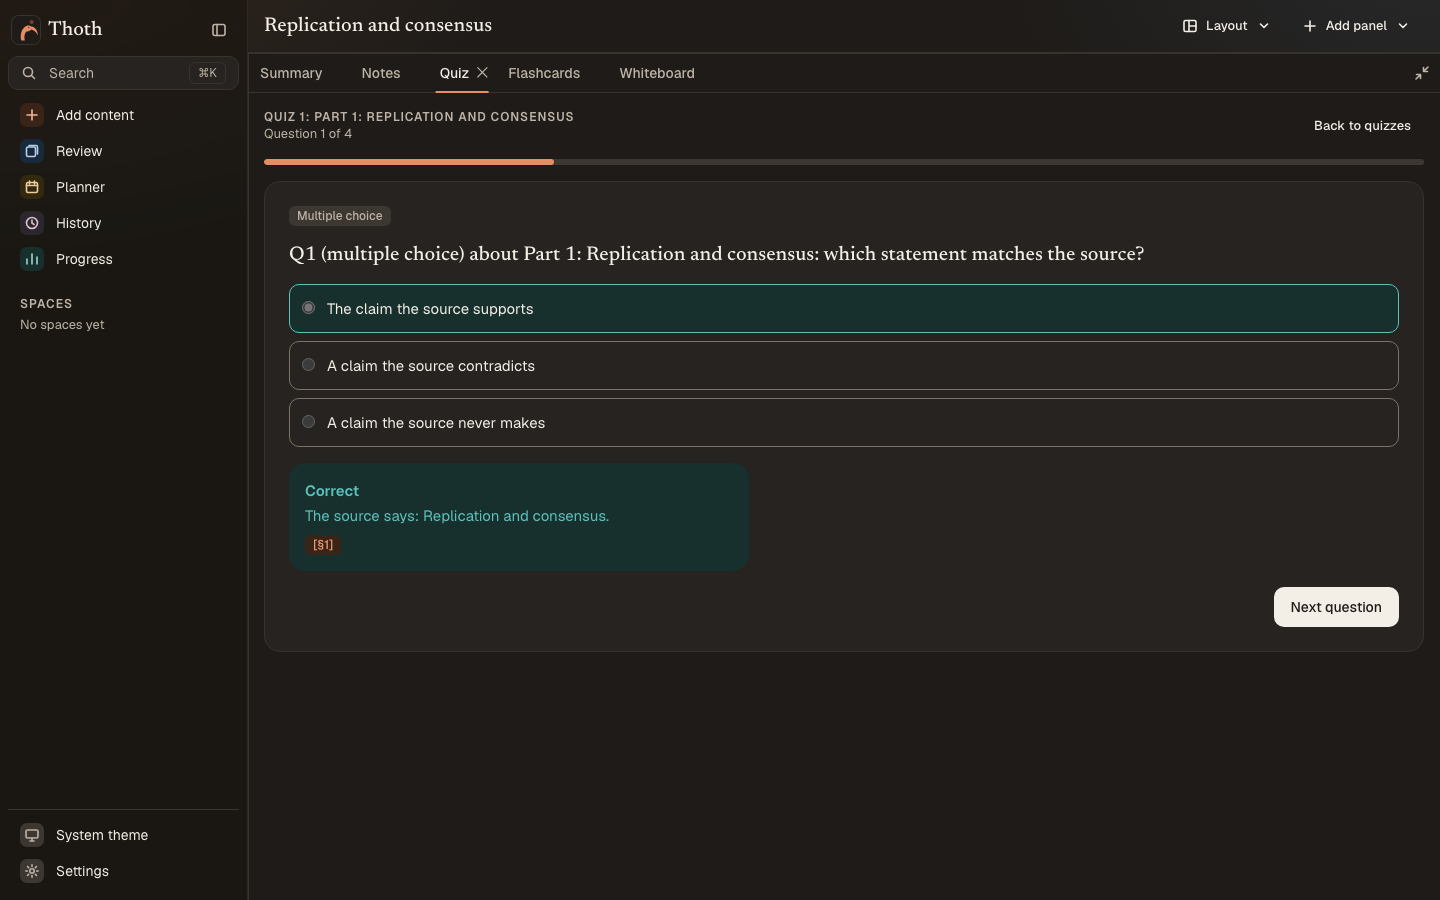 Thoth
Search
⌘K
Add content
Review
Planner
History
Progress
SPACES
No spaces yet
System theme
Settings
Replication and consensus
Layout
Add panel
Summary
Notes
Quiz
Flashcards
Whiteboard
QUIZ 1: PART 1: REPLICATION AND CONSENSUS
Question 1 of 4
Back to quizzes
Multiple choice
Q1 (multiple choice) about Part 1: Replication and consensus: which statement matches the source?
The claim the source supports
A claim the source contradicts
A claim the source never makes
Correct
The source says: Replication and consensus.
[§1]
Next question